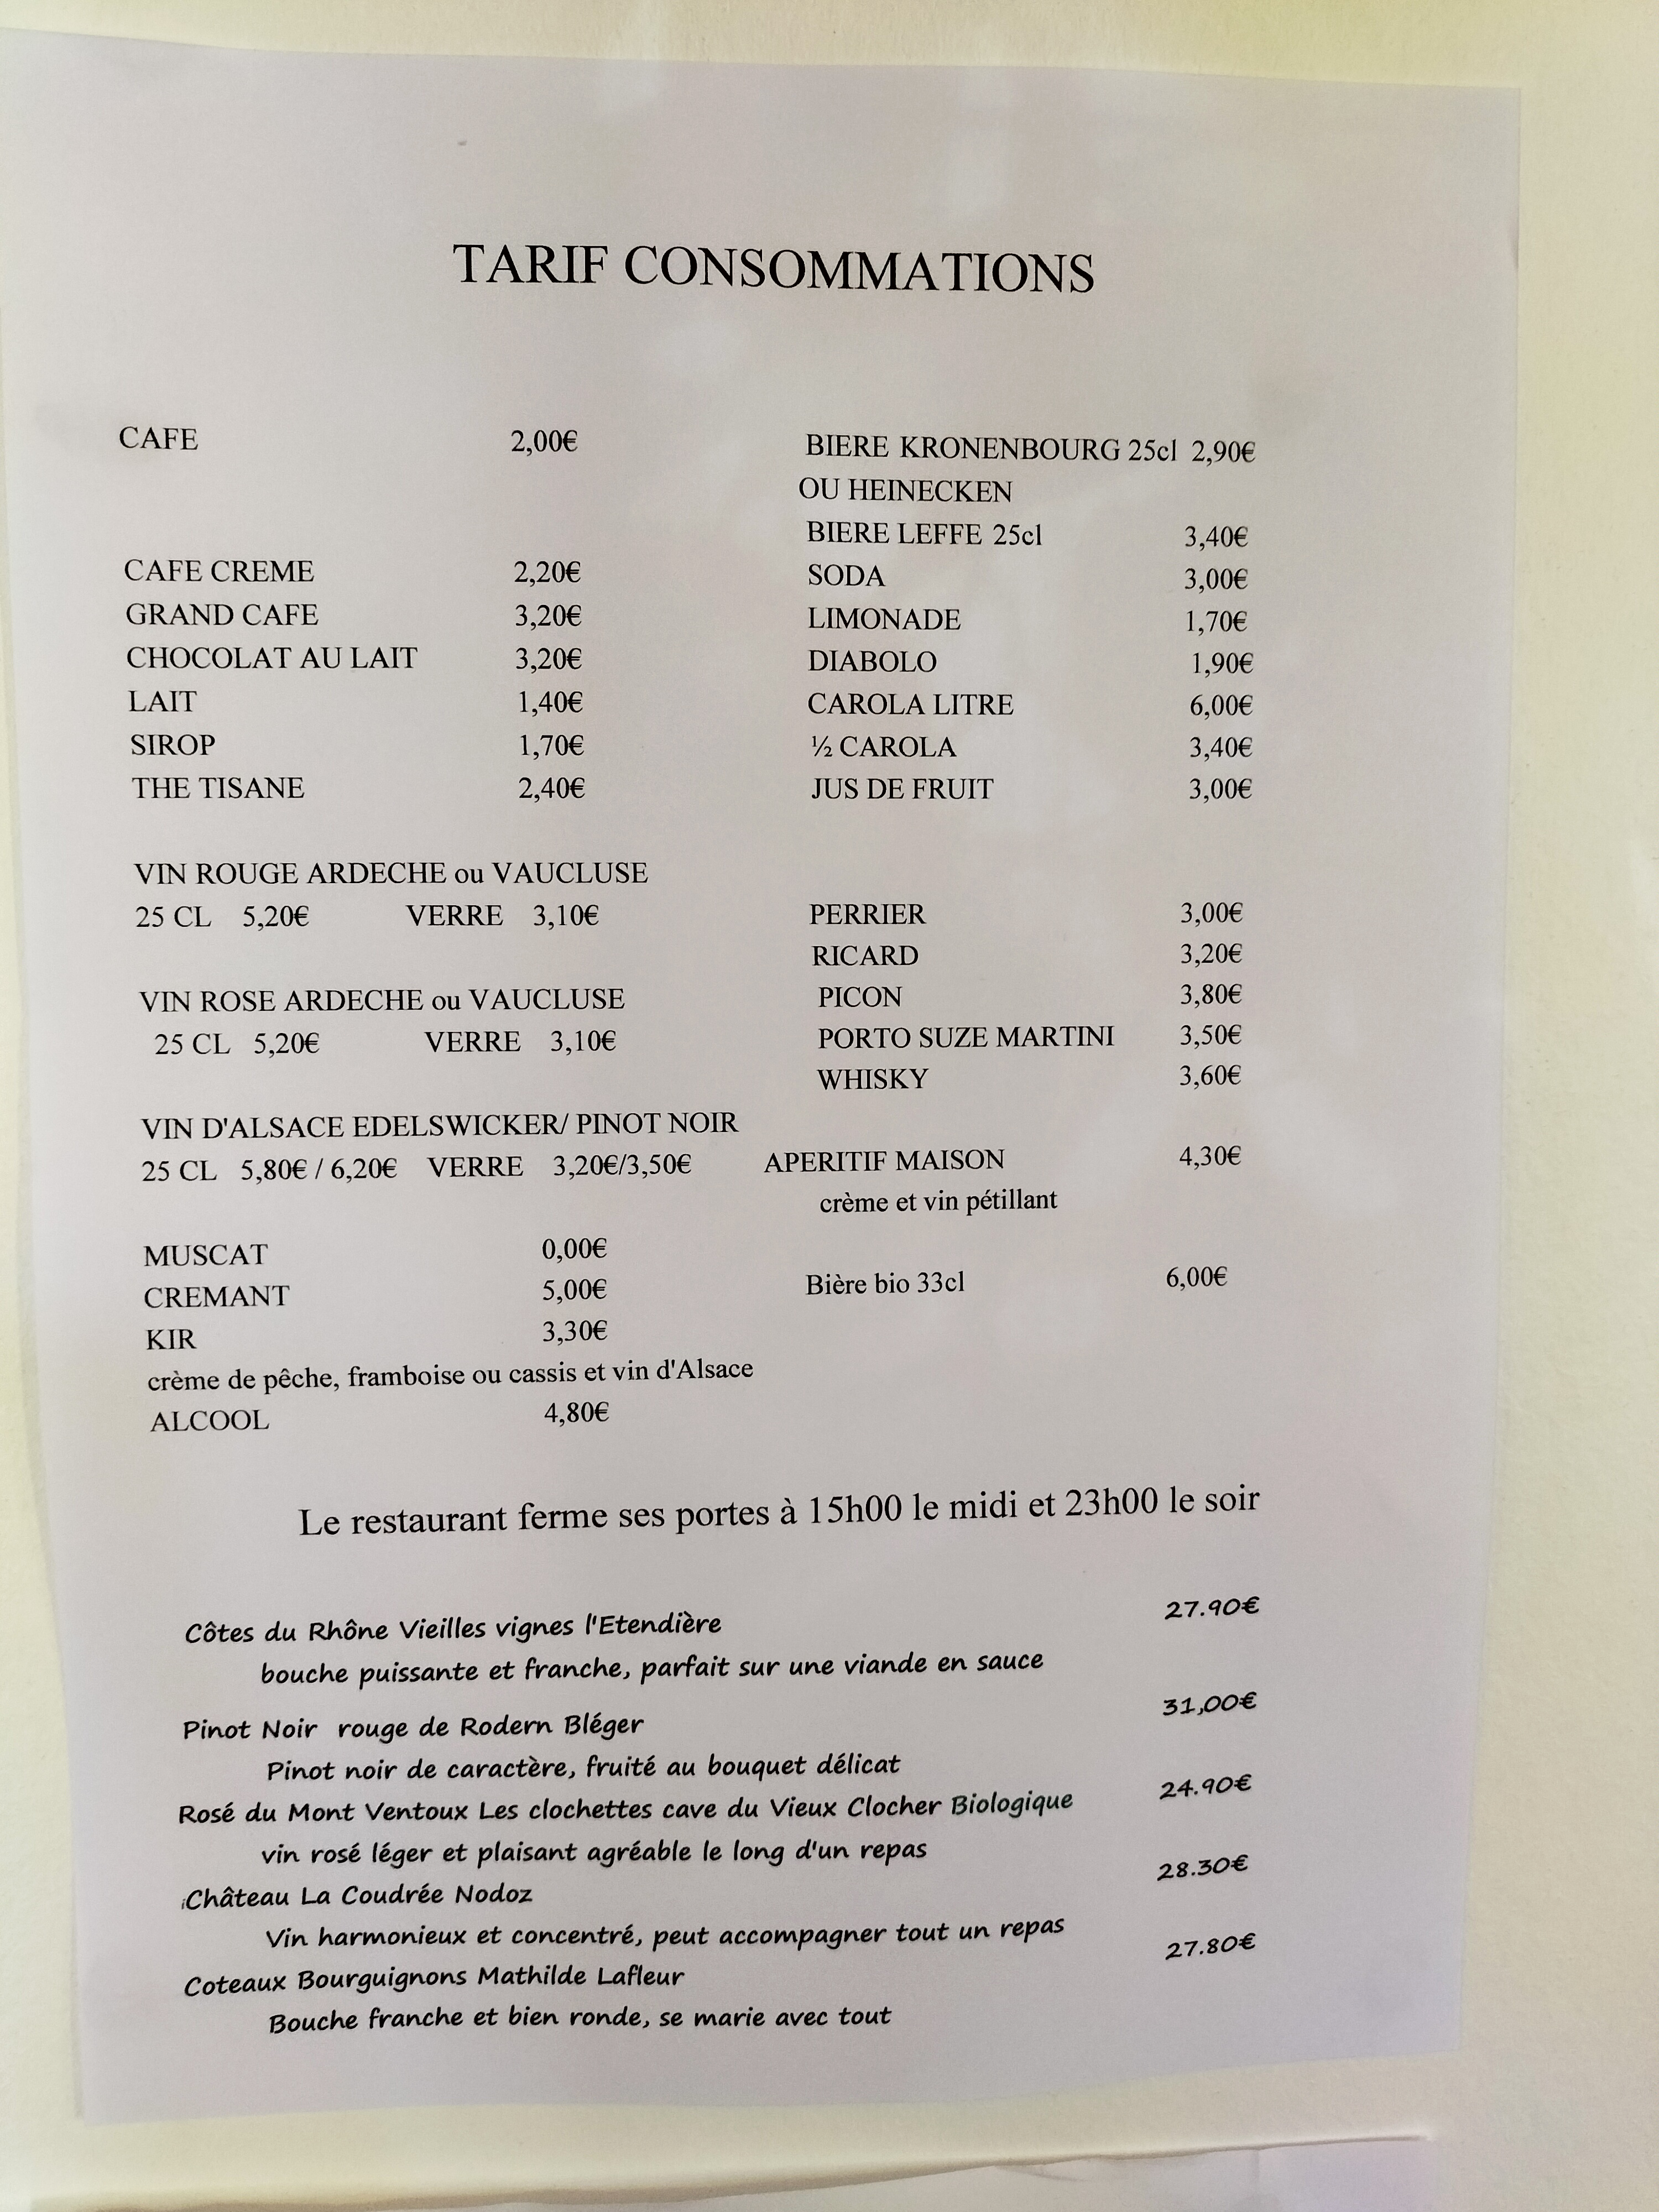 TARIF CONSOMMATIONS
CAFE 2,00€
CAFE CREME 2,20€
GRAND CAFE 3,20€
CHOCOLAT AU LAIT 3,20€
LAIT 1,40€
SIROP 1,70€
THE TISANE 2,40€
VIN ROUGE ARDECHE ou VAUCLUSE
25 CL 5,20€ VERRE 3,10€
VIN ROSE ARDECHE ou VAUCLUSE
25 CL 5,20€ VERRE 3,10€
VIN D'ALSACE EDELSWICKER/ PINOT NOIR
25 CL 5,80€ / 6,20€ VERRE 3,20€/3,50€
MUSCAT 0,00€
CREMANT 5,00€
KIR 3,30€
crème de pêche, framboise ou cassis et vin d'Alsace
ALCOOL 4,80€
BIERE KRONENBOURG 25cl 2,90€
OU HEINECKEN
BIERE LEFFE 25cl 3,40€
SODA 3,00€
LIMONADE 1,70€
DIABOLO 1,90€
CAROLA LITRE 6,00€
½ CAROLA 3,40€
JUS DE FRUIT 3,00€
PERRIER 3,00€
RICARD 3,20€
PICON 3,80€
PORTO SUZE MARTINI 3,50€
WHISKY 3,60€
APERITIF MAISON 4,30€
crème et vin pétillant
Bière bio 33cl 6,00€
Le restaurant ferme ses portes à 15h00 le midi et 23h00 le soir
Côtes du Rhône Vieilles vignes l'Etendière 27.90€
bouche puissante et franche, parfait sur une viande en sauce
Pinot Noir rouge de Rodern Bléger 31,00€
Pinot noir de caractère, fruité au bouquet délicat
Rosé du Mont Ventoux Les clochettes cave du Vieux Clocher Biologique 24.90€
vin rosé léger et plaisant agréable le long d'un repas
Château La Coudrée Nodoz 28.30€
Vin harmonieux et concentré, peut accompagner tout un repas
Coteaux Bourguignons Mathilde Lafleur 27.80€
Bouche franche et bien ronde, se marie avec tout